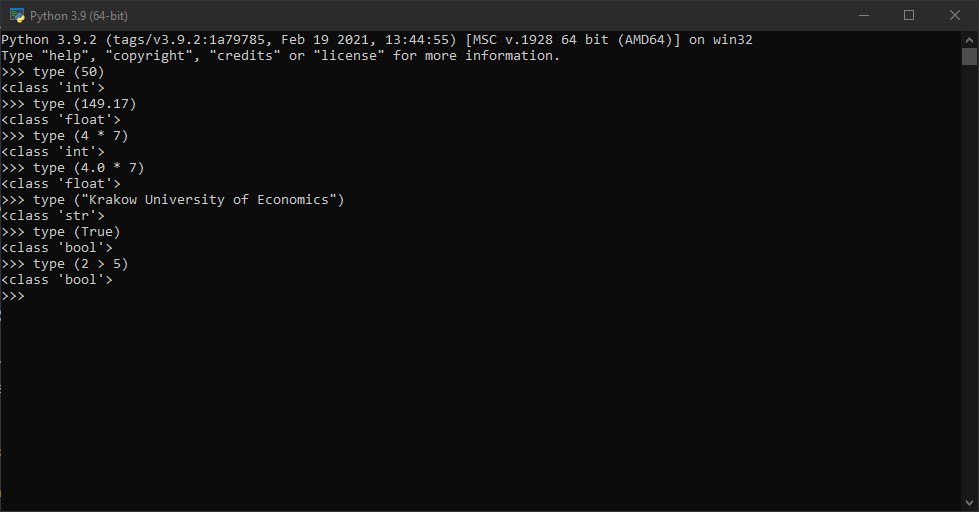 Python 3.9 (64-bit)
Python 3.9.2 (tags/v3.9.2:1a79785, Feb 19 2021, 13:44:55) [MSC v.1928 64 bit (AMD64)] on win32
Type "help", "copyright", "credits" or "license" for more information.
>>> type (50)
<class 'int'>
>>> type (149.17)
<class 'float'>
>>> type (4 * 7)
<class 'int'>
>>> type (4.0 * 7)
<class 'float'>
>>> type ("Krakow University of Economics")
<class 'str'>
>>> type (True)
<class 'bool'>
>>> type (2 > 5)
<class 'bool'>
>>>